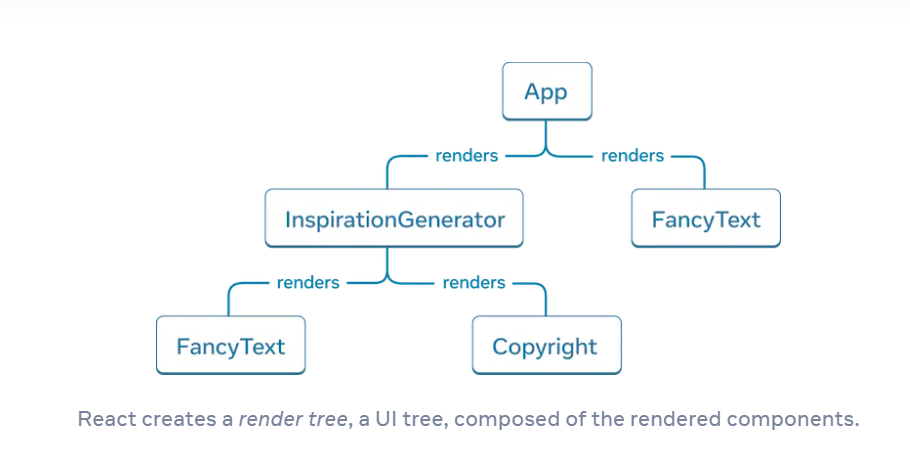 App
renders renders
InspirationGenerator FancyText
renders renders
FancyText Copyright
React creates a render tree, a UI tree, composed of the rendered components.